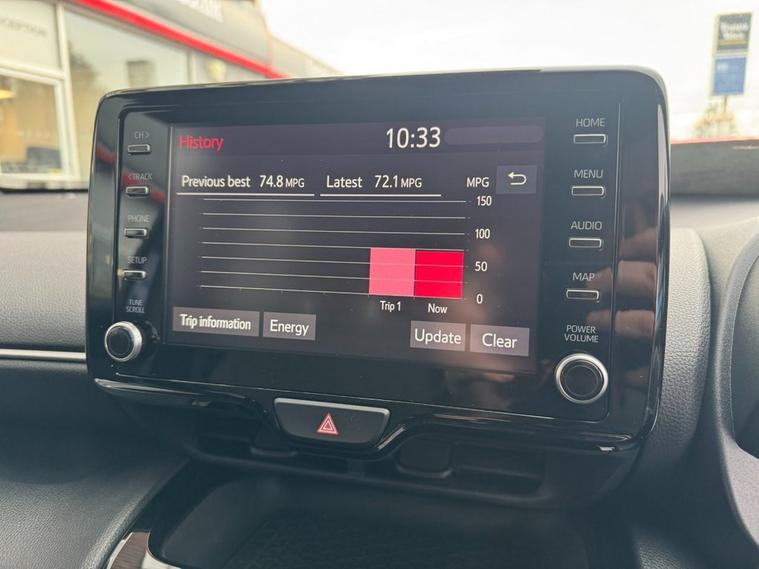 RECEPTION
CH >
< TRACK
PHONE
SETUP
TUNE
SCROLL
History
10:33
Previous best 74.8 MPG
Latest 72.1 MPG
MPG
150
100
50
0
Trip 1
Now
Trip information
Energy
Update
Clear
HOME
MENU
AUDIO
MAP
POWER
VOLUME